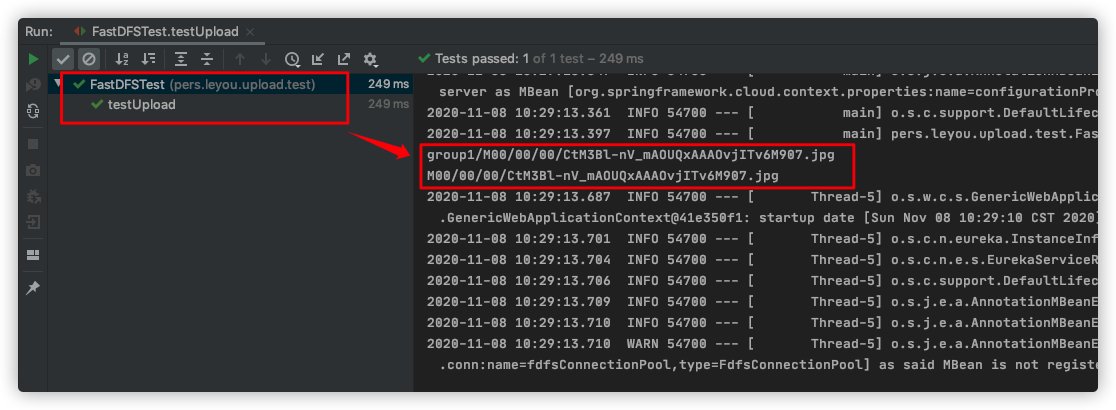 Run: FastDFSTest.testUpload
Tests passed: 1 of 1 test – 249 ms
FastDFSTest (pers.leyou.upload.test) 249 ms
testUpload 249 ms
server as MBean [org.springframework.cloud.context.properties:name=configurationPro
2020-11-08 10:29:13.361 INFO 54700 --- [ main] o.s.c.support.DefaultLifec
2020-11-08 10:29:13.397 INFO 54700 --- [ main] pers.leyou.upload.test.Fas
group1/M00/00/00/CtM3Bl-nV_mAOUQxAAAOvjITv6M907.jpg
M00/00/00/CtM3Bl-nV_mAOUQxAAAOvjITv6M907.jpg
2020-11-08 10:29:13.687 INFO 54700 --- [ Thread-5] o.s.w.c.s.GenericWebApplic
.GenericWebApplicationContext@41e350f1: startup date [Sun Nov 08 10:29:10 CST 2020]
2020-11-08 10:29:13.701 INFO 54700 --- [ Thread-5] o.s.c.n.eureka.InstanceInf
2020-11-08 10:29:13.704 INFO 54700 --- [ Thread-5] o.s.c.n.e.s.EurekaServiceR
2020-11-08 10:29:13.706 INFO 54700 --- [ Thread-5] o.s.c.support.DefaultLifec
2020-11-08 10:29:13.709 INFO 54700 --- [ Thread-5] o.s.j.e.a.AnnotationMBeanE
2020-11-08 10:29:13.710 INFO 54700 --- [ Thread-5] o.s.j.e.a.AnnotationMBeanE
2020-11-08 10:29:13.710 WARN 54700 --- [ Thread-5] o.s.j.e.a.AnnotationMBeanE
.conn:name=fdfsConnectionPool,type=FdfsConnectionPool] as said MBean is not registe